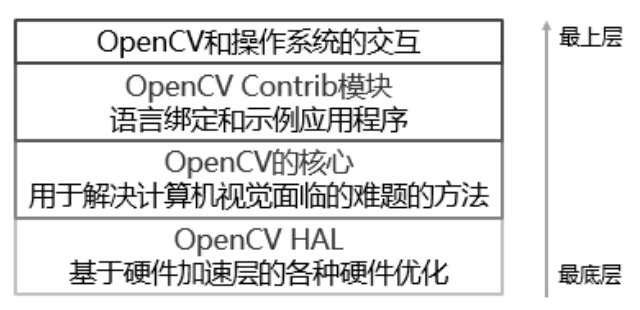 OpenCV和操作系统的交互
最上层
OpenCV Contrib模块
语言绑定和示例应用程序
OpenCV的核心
用于解决计算机视觉面临的难题的方法
OpenCV HAL
基于硬件加速层的各种硬件优化
最底层